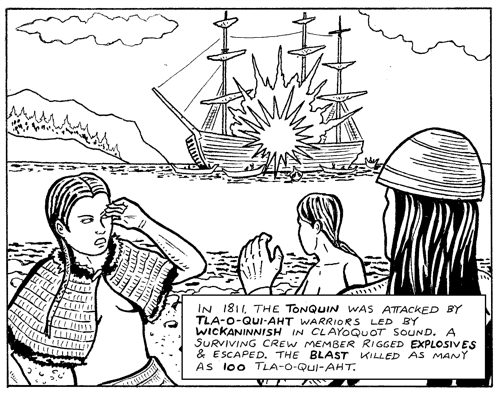 IN 1811, THE TONQUIN WAS ATTACKED BY
TLA-O-QUI-AHT WARRIORS LED BY
WICKANINNISH IN CLAYOQUOT SOUND. A
SURVIVING CREW MEMBER RIGGED EXPLOSIVES
& ESCAPED. THE BLAST KILLED AS MANY
AS 100 TLA-O-QUI-AHT.